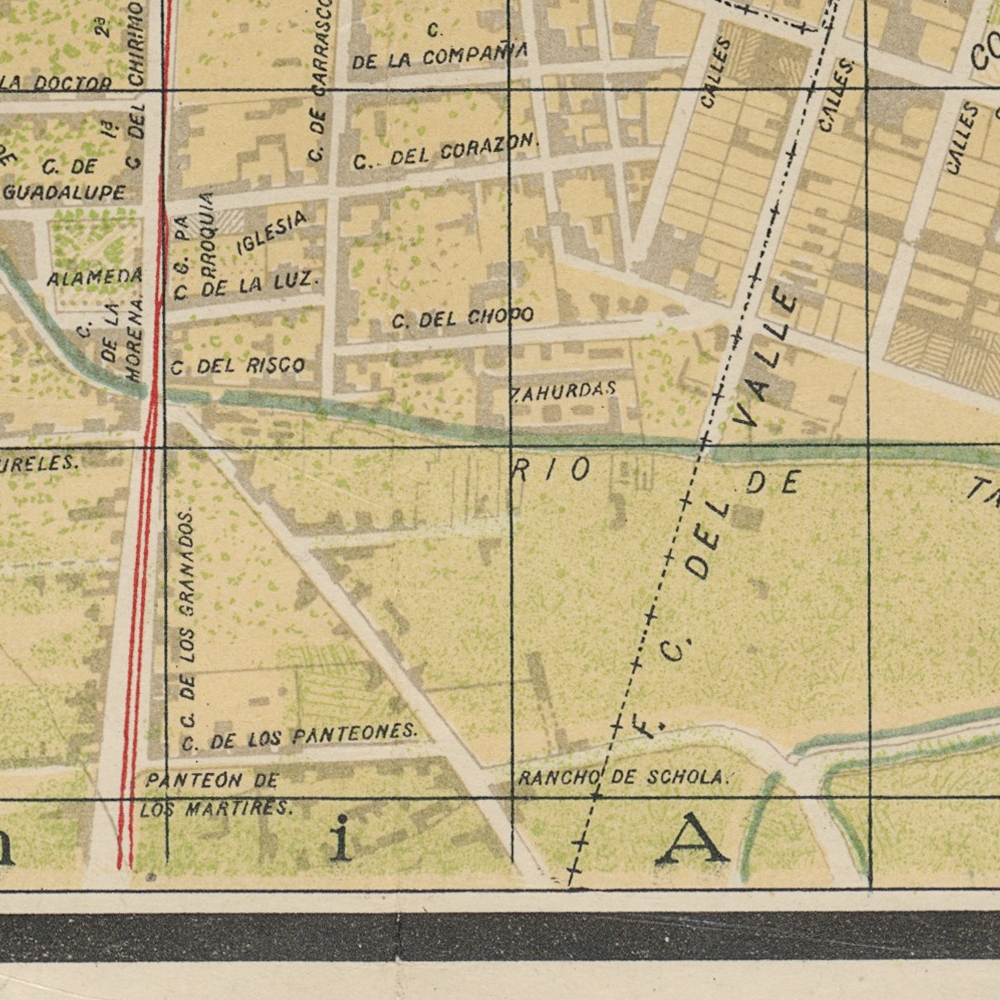 C.
DE LA COMPAÑIA
2ª
C. DEL CHIRIMO
C. DE CARRASCO
LA DOCTOR
1ª
CALLES
CALLES.
CALLES
C. DE
GUADALUPE
C. DEL CORAZON.
C. G. PA
RROQUIA
IGLESIA
ALAMEDA
C DE LA LUZ.
C.
DE LA
MORENA.
C. DEL CHOPO
C DEL RISCO
ZAHURDAS
URELES.
RIO DE TA
F. C. DEL VALLE
C. DE LOS GRANADOS.
C. DE LOS PANTEONES.
PANTEON DE
LOS MARTIRES.
RANCHO DE SCHOLA.
i A